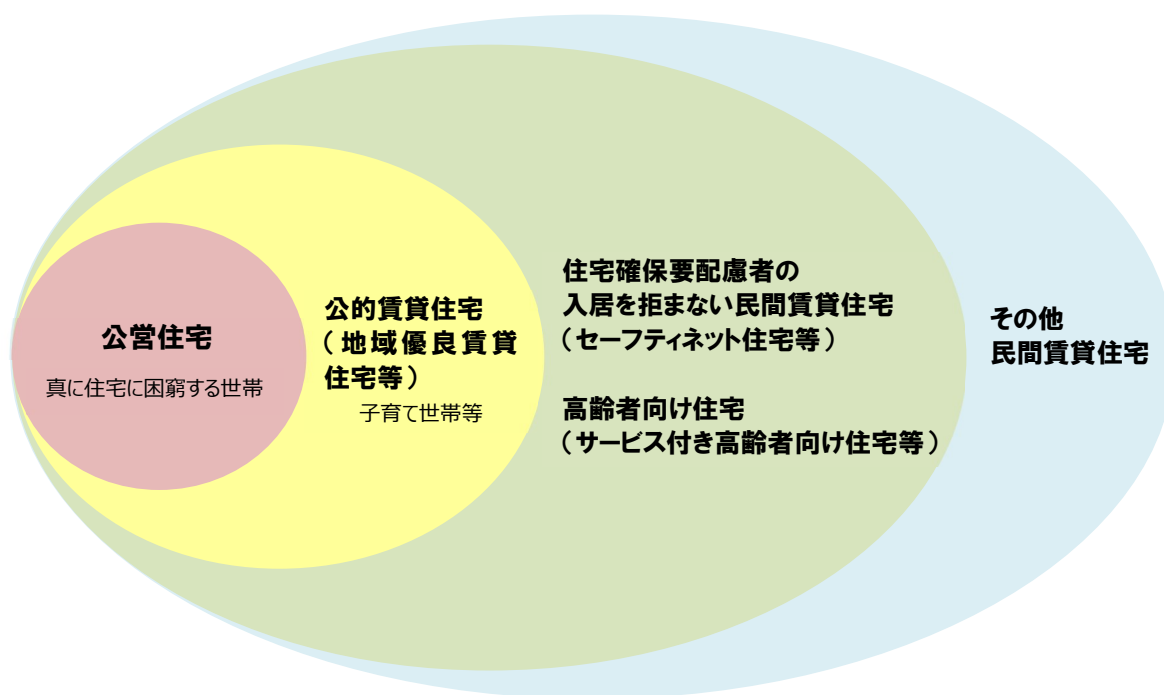 公営住宅
真に住宅に困窮する世帯
公的賃貸住宅
(地域優良賃貸
住宅等)
子育て世帯等
住宅確保要配慮者の
入居を拒まない民間賃貸住宅
(セーフティネット住宅等)
高齢者向け住宅
(サービス付き高齢者向け住宅等)
その他
民間賃貸住宅